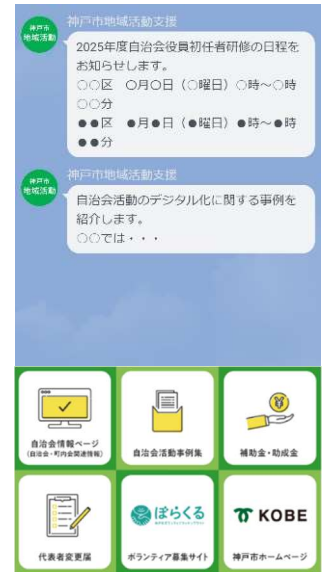 神戸市地域活動支援
神戸市
地域活動
2025年度自治会役員初任者研修の日程を
お知らせします。
○○区　○月○日（○曜日）○時～○時
○○分
●●区　●月●日（●曜日）●時～●時
●●分
神戸市地域活動支援
神戸市
地域活動
自治会活動のデジタル化に関する事例を
紹介します。
○○では・・・
自治会情報ページ
（自治会・町内会関連情報）
自治会活動事例集
補助金・助成金
代表者変更届
ぼらくる
ボランティア募集サイト
KOBE
神戸市ホームページ